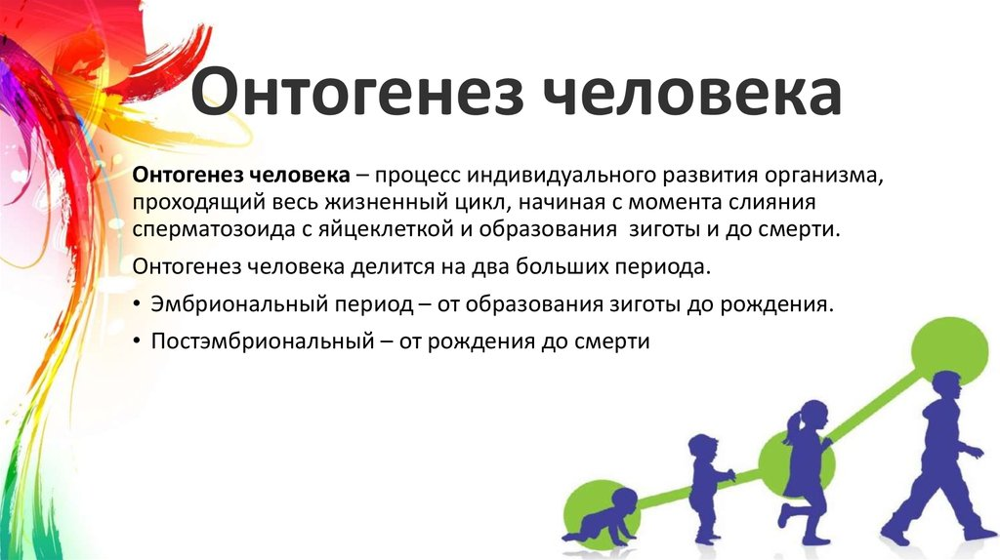 Онтогенез человека
Онтогенез человека – процесс индивидуального развития организма,
проходящий весь жизненный цикл, начиная с момента слияния
сперматозоида с яйцеклеткой и образования  зиготы и до смерти.
Онтогенез человека делится на два больших периода.
• Эмбриональный период – от образования зиготы до рождения.
• Постэмбриональный – от рождения до смерти